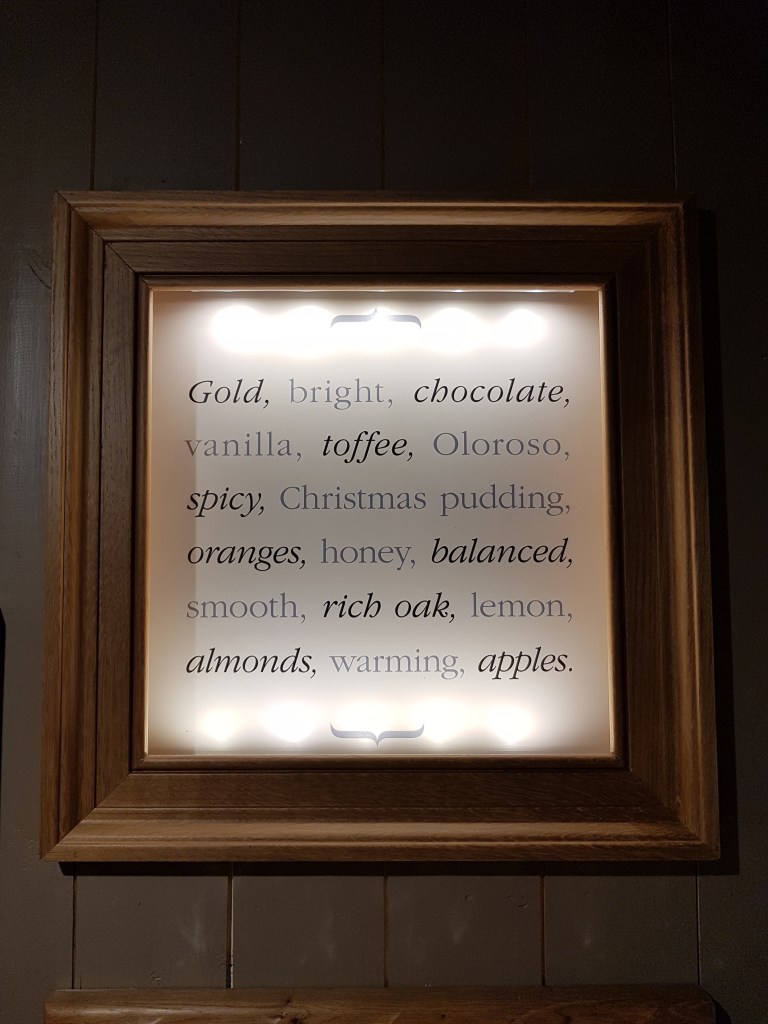 Gold, bright, chocolate,
vanilla, toffee, Oloroso,
spicy, Christmas pudding,
oranges, honey, balanced,
smooth, rich oak, lemon,
almonds, warming, apples.